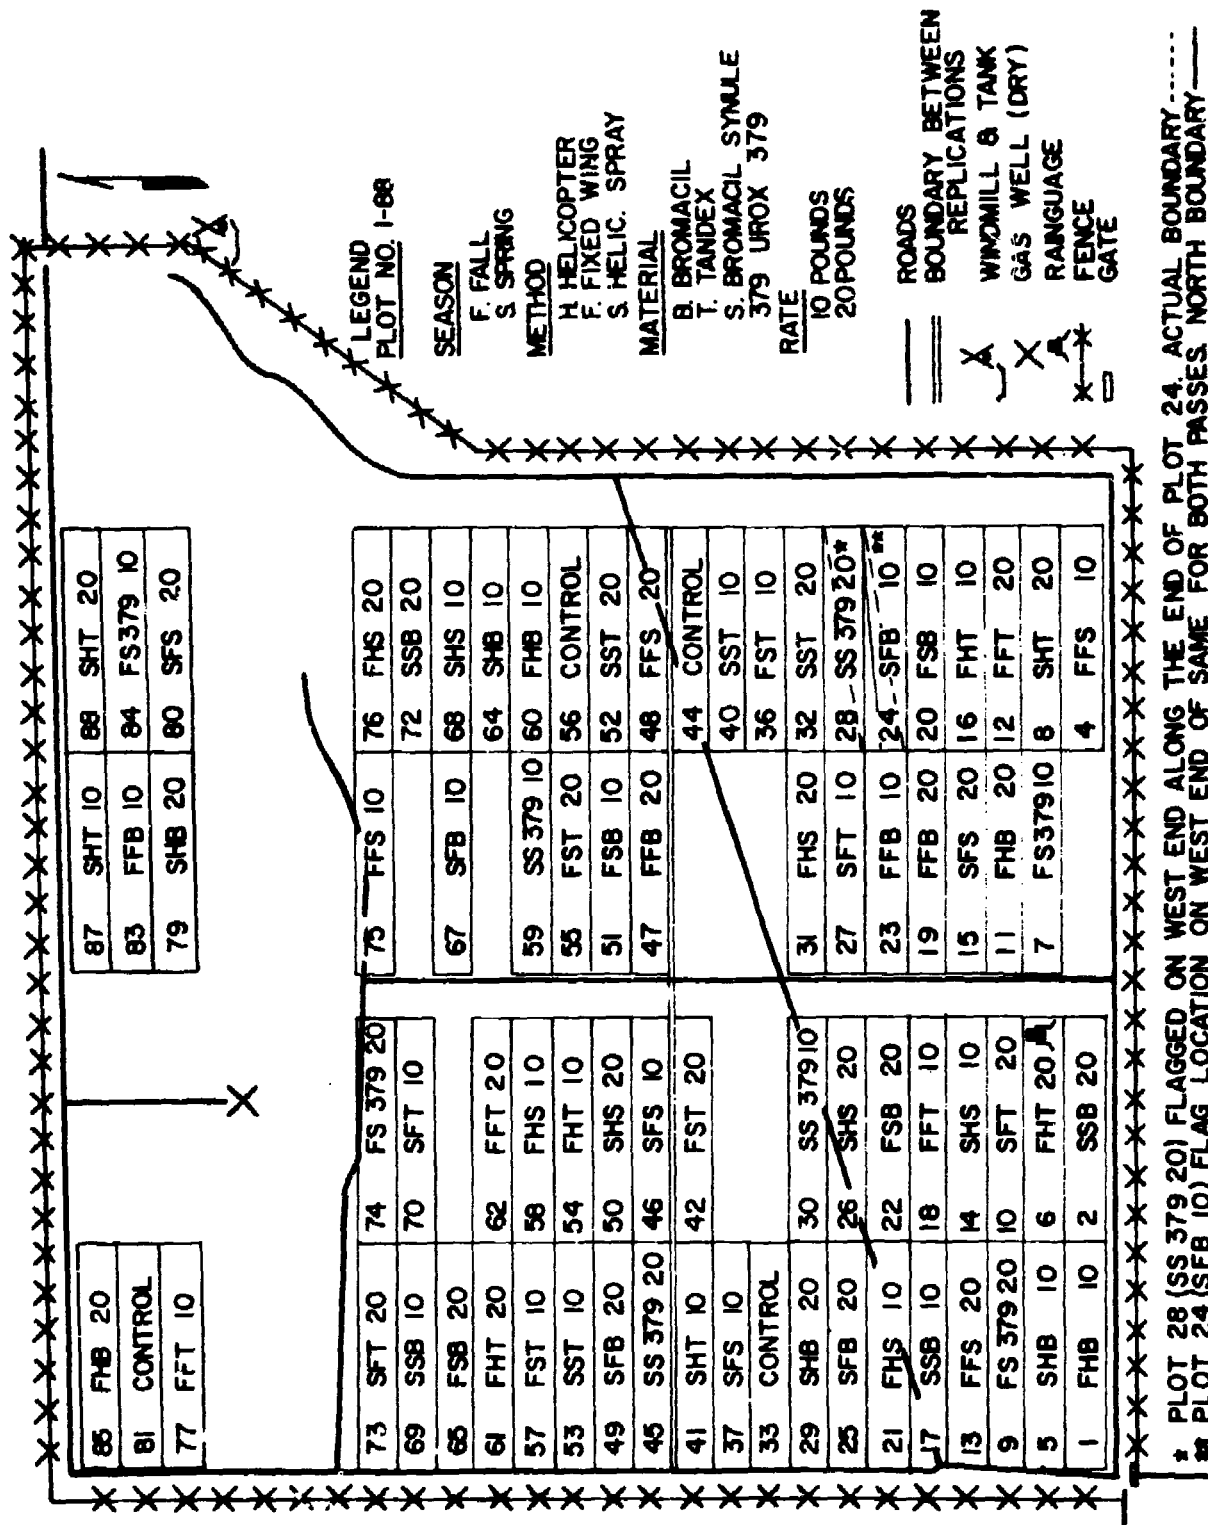 85 FHB 20
81 CONTROL
77 FFT 10
87 SHT 10 88 SHT 20
83 FFB 10 84 FS379 10
79 SHB 20 80 SFS 20
73 SFT 20 74 FS 379 20 75 FFS 10 76 FHS 20
69 SSB 10 70 SFT 10 72 SSB 20
65 FSB 20 67 SFB 10 68 SHS 10
61 FHT 20 62 FFT 20 64 SHB 10
57 FST 10 58 FHS 10 59 SS 379 10 60 FHB 10
53 SST 10 54 FHT 10 55 FST 20 56 CONTROL
49 SFB 20 50 SHS 20 51 FSB 10 52 SST 20
45 SS 379 20 46 SFS 10 47 FFB 20 48 FFS 20
41 SHT 10 42 FST 20 44 CONTROL
37 SFS 10 40 SST 10
33 CONTROL 36 FST 10
29 SHB 20 30 SS 379 10 31 FHS 20 32 SST 20
25 SFB 20 26 SHS 20 27 SFT 10 28 SS 379 20*
21 FHS 10 22 FSB 20 23 FFB 10 24 SFB 10 **
17 SSB 10 18 FFT 10 19 FFB 20 20 FSB 10
13 FFS 20 14 SHS 10 15 SFS 20 16 FHT 10
9 FS 379 20 10 SFT 20 11 FHB 20 12 FFT 20
5 SHB 10 6 FHT 20 7 FS379 10 8 SHT 20
1 FHB 10 2 SSB 20 4 FFS 10
LEGEND
PLOT NO. 1-88
SEASON
F. FALL
S. SPRING
METHOD
H. HELICOPTER
F. FIXED WING
S. HELIC. SPRAY
MATERIAL
B. BROMACIL
T. TANDEX
S. BROMACIL SYNULE
379 UROX 379
RATE
10 POUNDS
20 POUNDS
ROADS
BOUNDARY BETWEEN
REPLICATIONS
WINDMILL & TANK
GAS WELL (DRY)
RAINGUAGE
FENCE
GATE
* PLOT 28 (SS 379 20) FLAGGED ON WEST END ALONG THE END OF PLOT 24. ACTUAL BOUNDARY-----
** PLOT 24 (SFB 10) FLAG LOCATION ON WEST END OF SAME FOR BOTH PASSES. NORTH BOUNDARY——